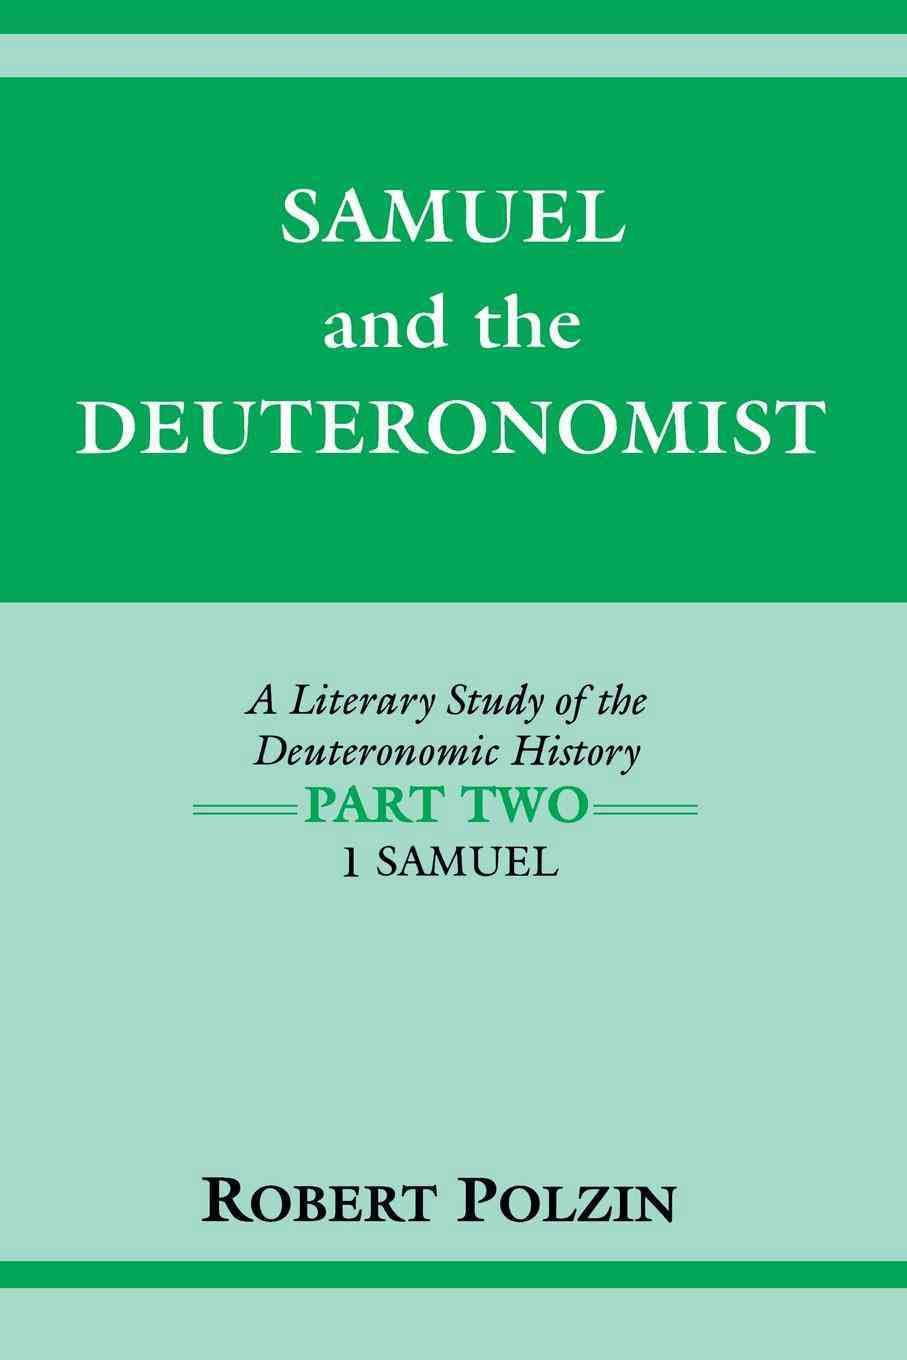 SAMUEL
and the
DEUTERONOMIST
A Literary Study of the
Deuteronomic History
PART TWO
1 SAMUEL
ROBERT POLZIN